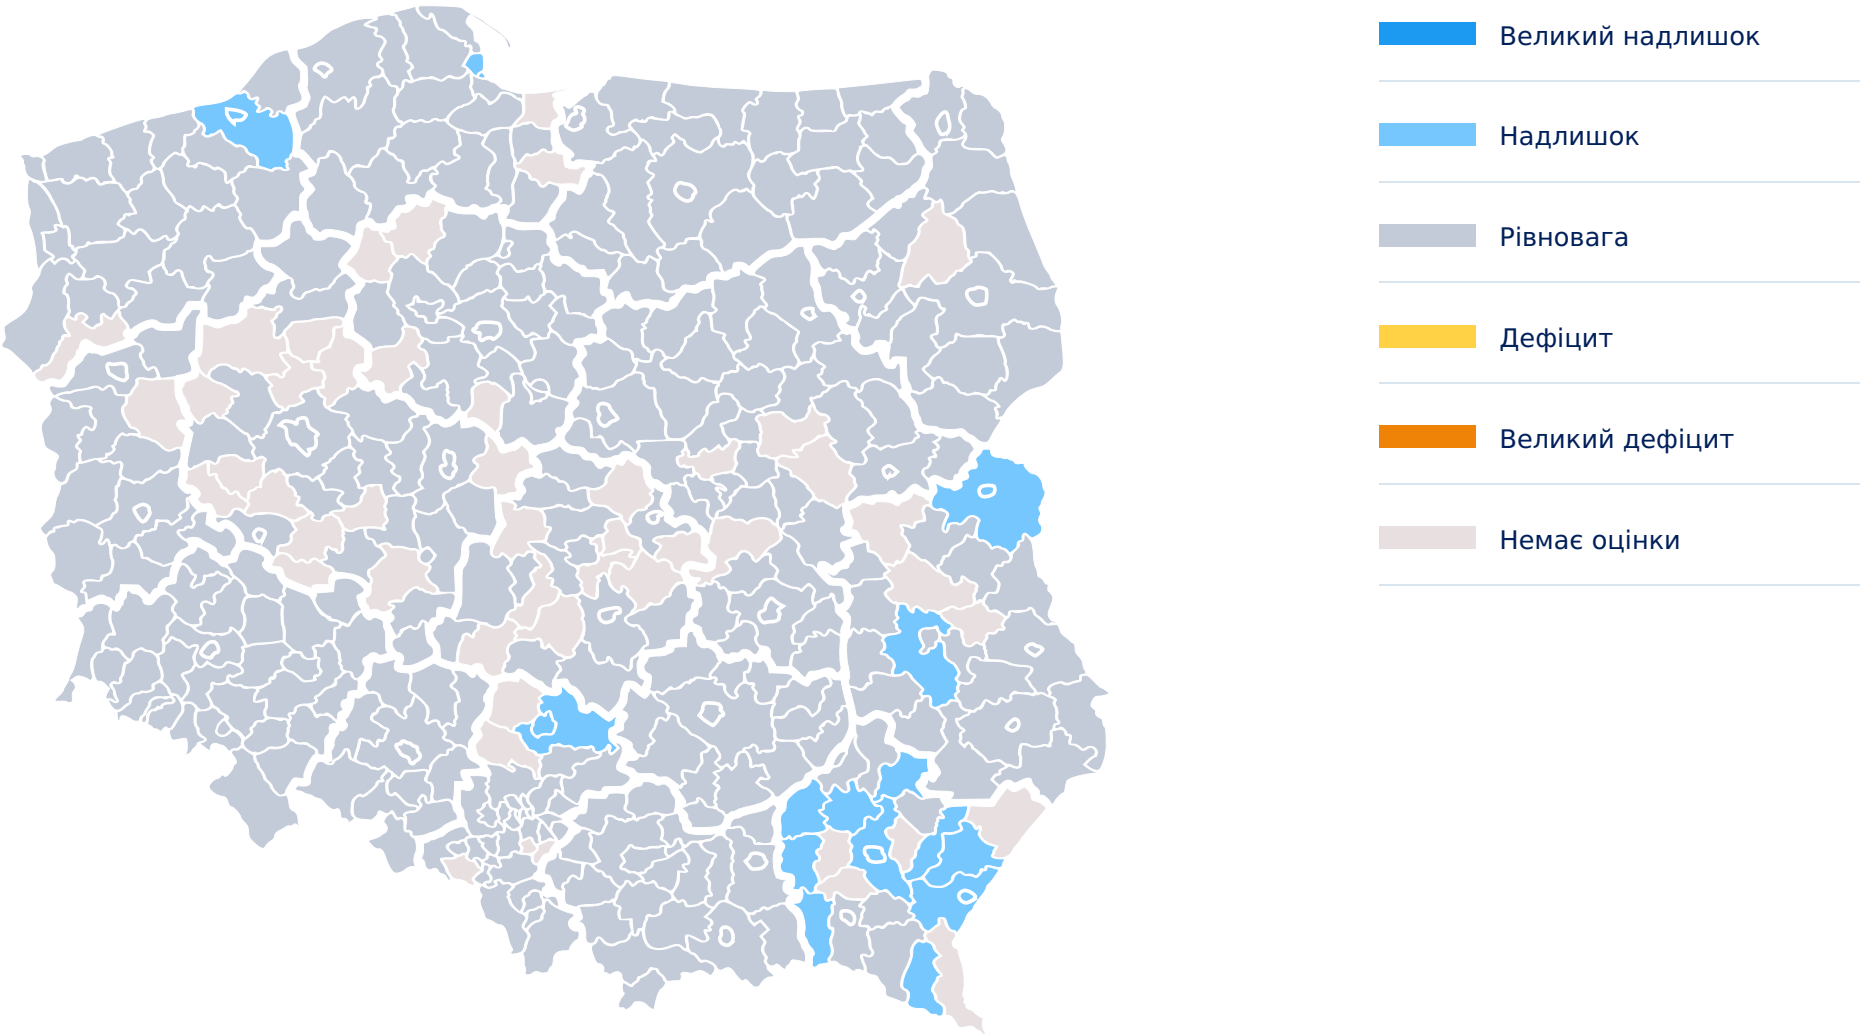 Великий надлишок
Надлишок
Рівновага
Дефіцит
Великий дефіцит
Немає оцінки